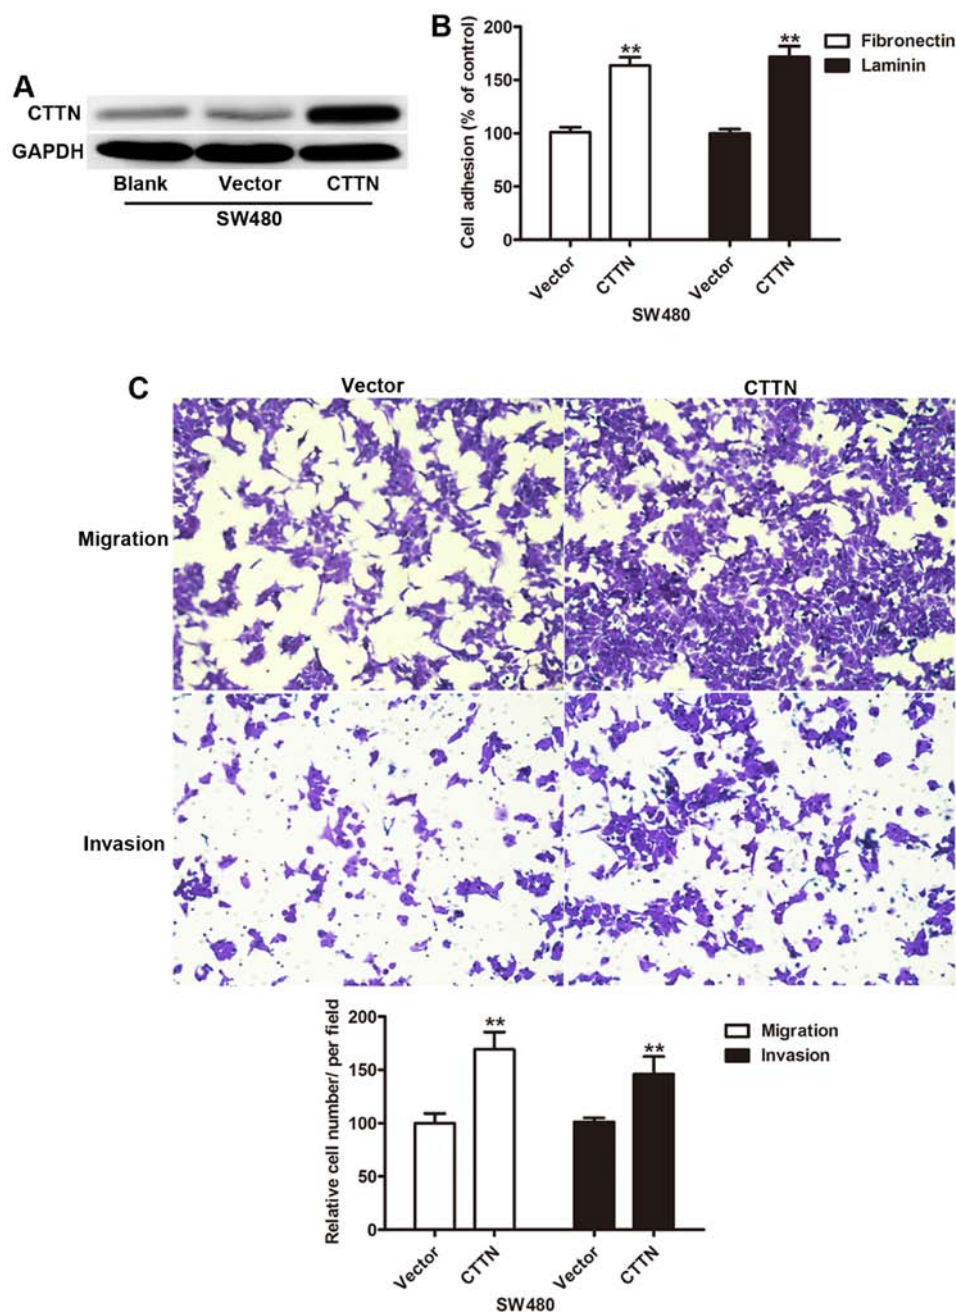 A
CTTN
GAPDH
Blank Vector CTTN
SW480
B
Cell adhesion (% of control)
200
150
100
50
0
** **
Fibronectin
Laminin
Vector CTTN Vector CTTN
SW480
C
Vector CTTN
Migration
Invasion
Relative cell number/ per field
200
150
100
50
0
** **
Migration
Invasion
Vector CTTN Vector CTTN
SW480